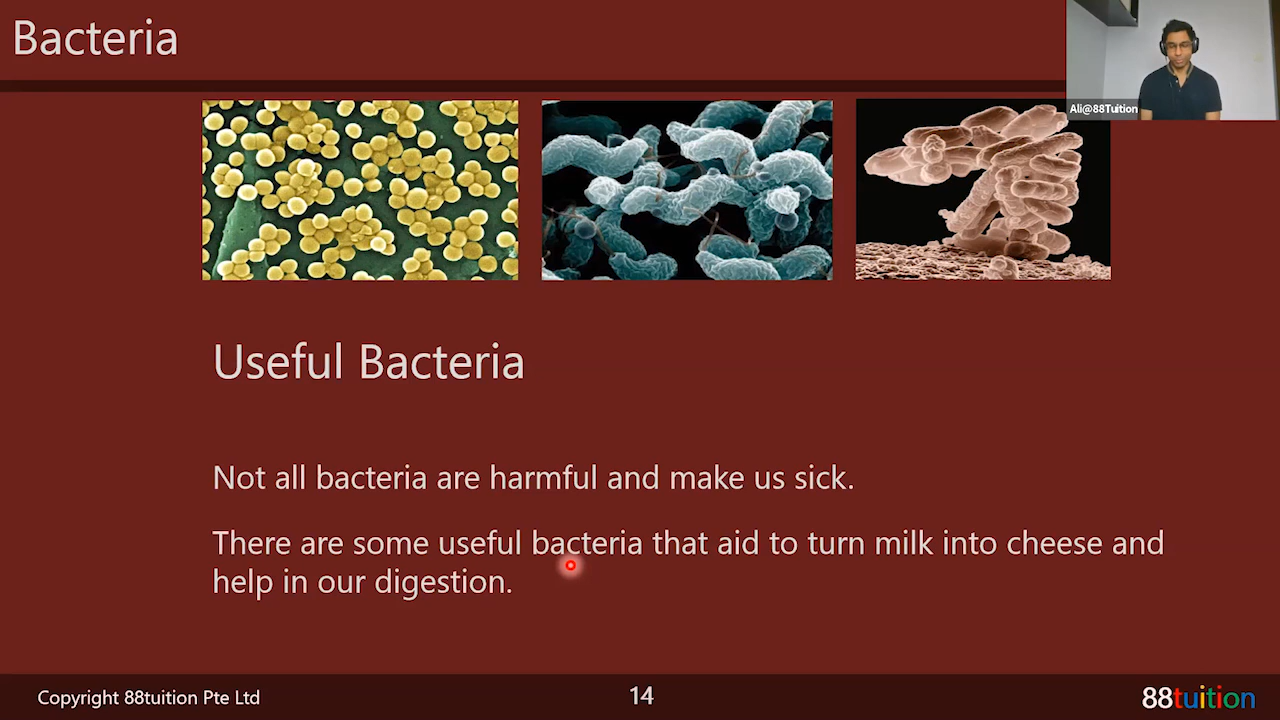 Bacteria
Ali@88Tuition
Useful Bacteria
Not all bacteria are harmful and make us sick.
There are some useful bacteria that aid to turn milk into cheese and
help in our digestion.
Copyright 88tuition Pte Ltd
14
88tuition